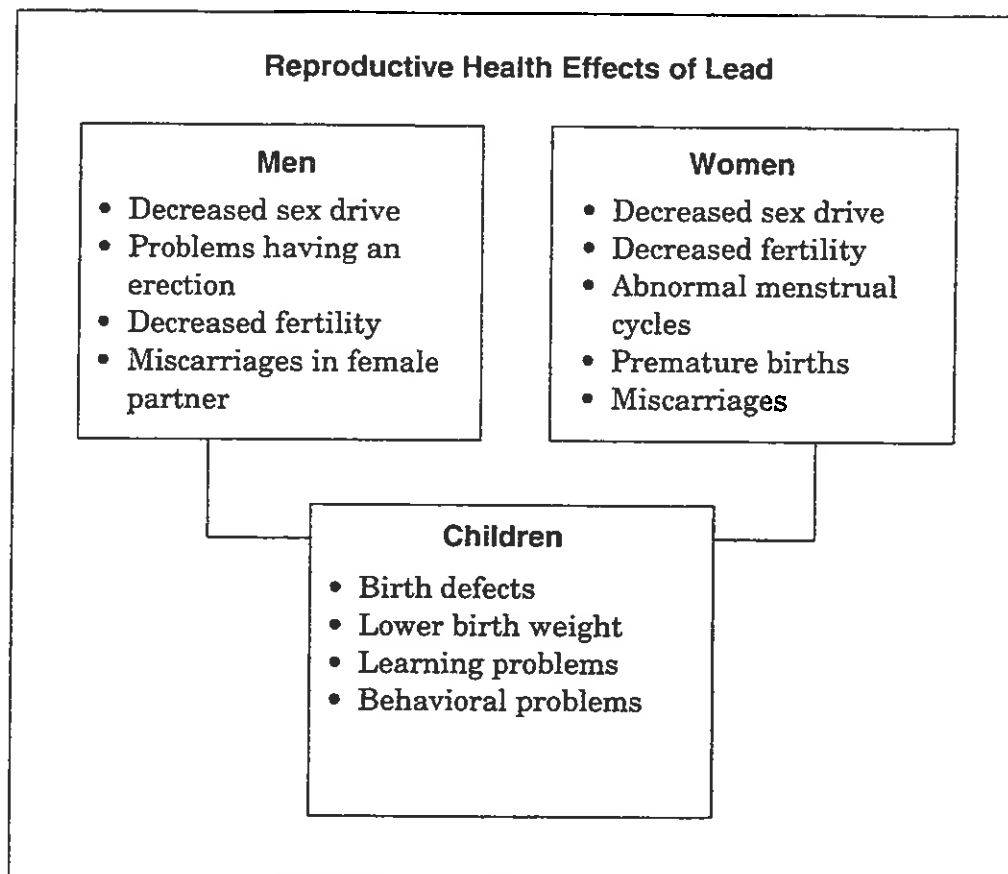 Reproductive Health Effects of Lead
Men
• Decreased sex drive
• Problems having an
erection
• Decreased fertility
• Miscarriages in female
partner
Women
• Decreased sex drive
• Decreased fertility
• Abnormal menstrual
cycles
• Premature births
• Miscarriages
Children
• Birth defects
• Lower birth weight
• Learning problems
• Behavioral problems